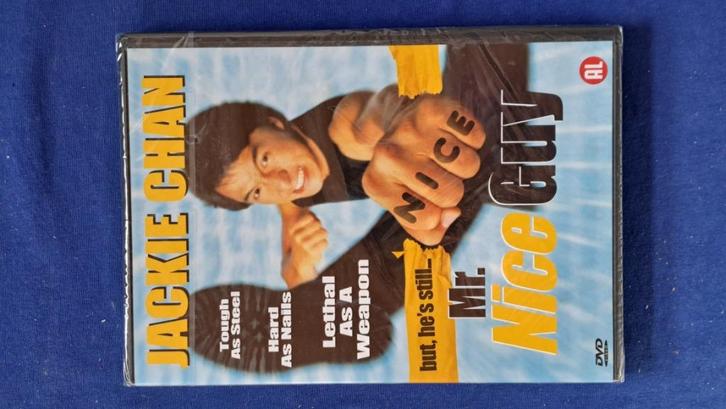 JACKIE CHAN
Tough
As Steel
Hard
As Nails
Lethal
As A
Weapon
NICE
but, he's still...
Mr.
Nice Guy
DVD
VIDEO
AL